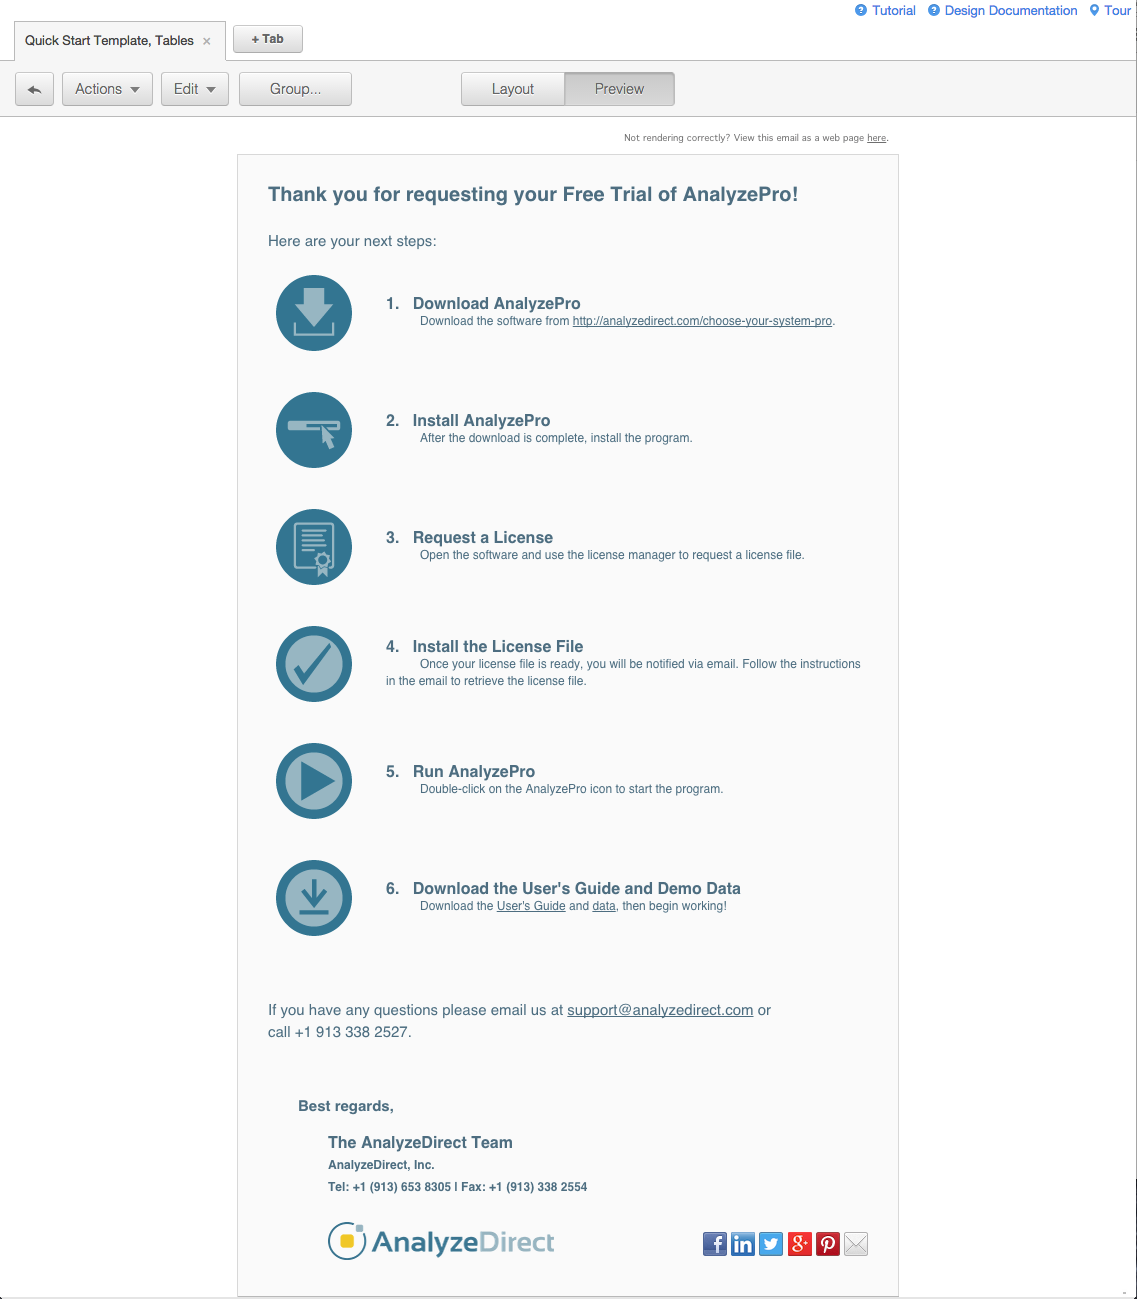 Tutorial Design Documentation Tour
Quick Start Template, Tables × + Tab
Actions Edit Group... Layout Preview
Not rendering correctly? View this email as a web page here.
Thank you for requesting your Free Trial of AnalyzePro!
Here are your next steps:
1. Download AnalyzePro
Download the software from http://analyzedirect.com/choose-your-system-pro.
2. Install AnalyzePro
After the download is complete, install the program.
3. Request a License
Open the software and use the license manager to request a license file.
4. Install the License File
Once your license file is ready, you will be notified via email. Follow the instructions
in the email to retrieve the license file.
5. Run AnalyzePro
Double-click on the AnalyzePro icon to start the program.
6. Download the User's Guide and Demo Data
Download the User's Guide and data, then begin working!
If you have any questions please email us at support@analyzedirect.com or
call +1 913 338 2527.
Best regards,
The AnalyzeDirect Team
AnalyzeDirect, Inc.
Tel: +1 (913) 653 8305 | Fax: +1 (913) 338 2554
AnalyzeDirect